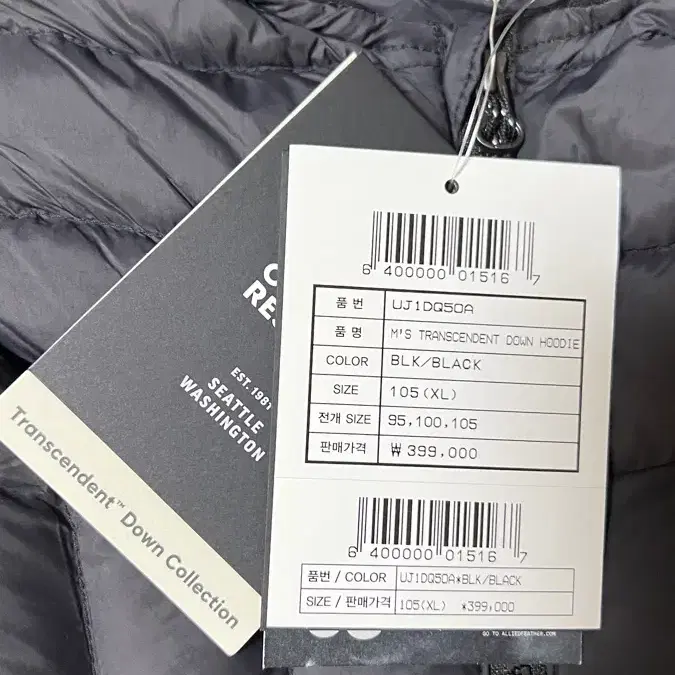 EST. 1981
SEATTLE
WASHINGTON
Transcendent™ Down Collection
6 400000 01516 7
품 번 UJ1DQ50A
품 명 M'S TRANSCENDENT DOWN HOODIE
COLOR BLK/BLACK
SIZE 105(XL)
전개 SIZE 95,100,105
판매가격 ₩ 399,000
6 400000 01516 7
품번 / COLOR UJ1DQ50A*BLK/BLACK
SIZE / 판매가격 105(XL) *399,000
GO TO ALLIEDFEATHER.COM